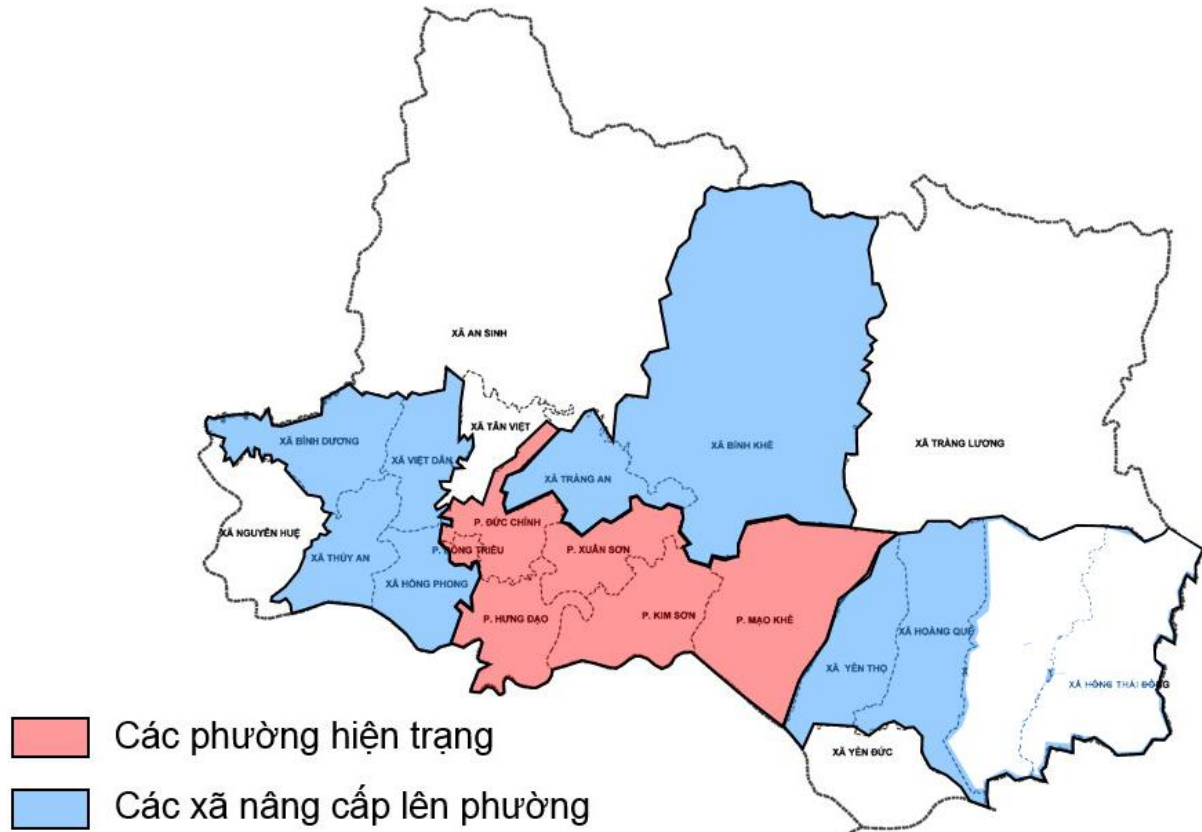 XÃ AN SINH
XÃ TÂN VIỆT
XÃ BÌNH DƯƠNG
XÃ VIỆT DÂN
XÃ TRÀNG AN
XÃ BÌNH KHÊ
XÃ TRÀNG LƯƠNG
XÃ NGUYỄN HUỆ
P. ĐỨC CHÍNH
P. ĐÔNG TRIỀU
P. XUÂN SƠN
XÃ THỦY AN
XÃ HỒNG PHONG
P. HƯNG ĐẠO
P. KIM SƠN
P. MẠO KHÊ
XÃ HOÀNG QUẾ
XÃ YÊN THỌ
XÃ HỒNG THÁI ĐÔNG
XÃ YÊN ĐỨC
Các phường hiện trạng
Các xã nâng cấp lên phường